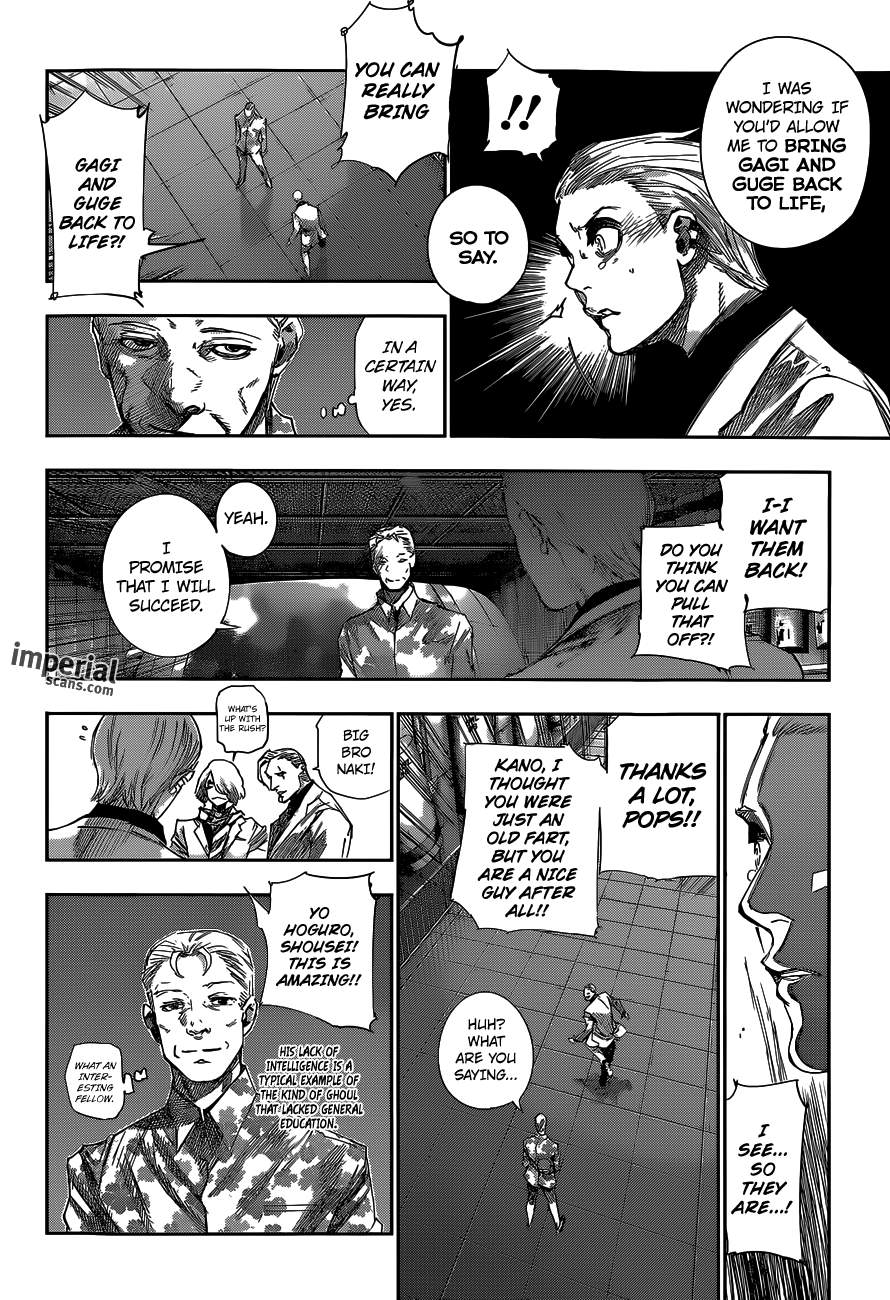 I WAS
WONDERING IF
YOU'D ALLOW
ME TO BRING
GAGI AND
GUGE BACK
TO LIFE,
!!
SO TO
SAY.
YOU CAN
REALLY
BRING
GAGI
AND
GUGE
BACK TO
LIFE?!
IN A
CERTAIN
WAY,
YES.
I-I
WANT
THEM
BACK!
DO YOU
THINK
YOU CAN
PULL
THAT
OFF?!
YEAH.
I
PROMISE
THAT I WILL
SUCCEED.
imperial
scans.com
I
SEE...
SO
THEY
ARE...!
THANKS
A LOT,
POPS!!
KANO, I
THOUGHT
YOU WERE
JUST AN
OLD FART,
BUT YOU
ARE A NICE
GUY AFTER
ALL!!
HUH?
WHAT
ARE YOU
SAYING...
BIG
BRO
NAKI!
WHAT'S
UP WITH
THE RUSH?
YO
HOGURO,
SHOUSEI!
THIS IS
AMAZING!!
HIS LACK OF
INTELLIGENCE IS A
TYPICAL EXAMPLE OF
THE KIND OF GHOUL
THAT LACKED GENERAL
EDUCATION.
WHAT AN
INTER-
ESTING
FELLOW.